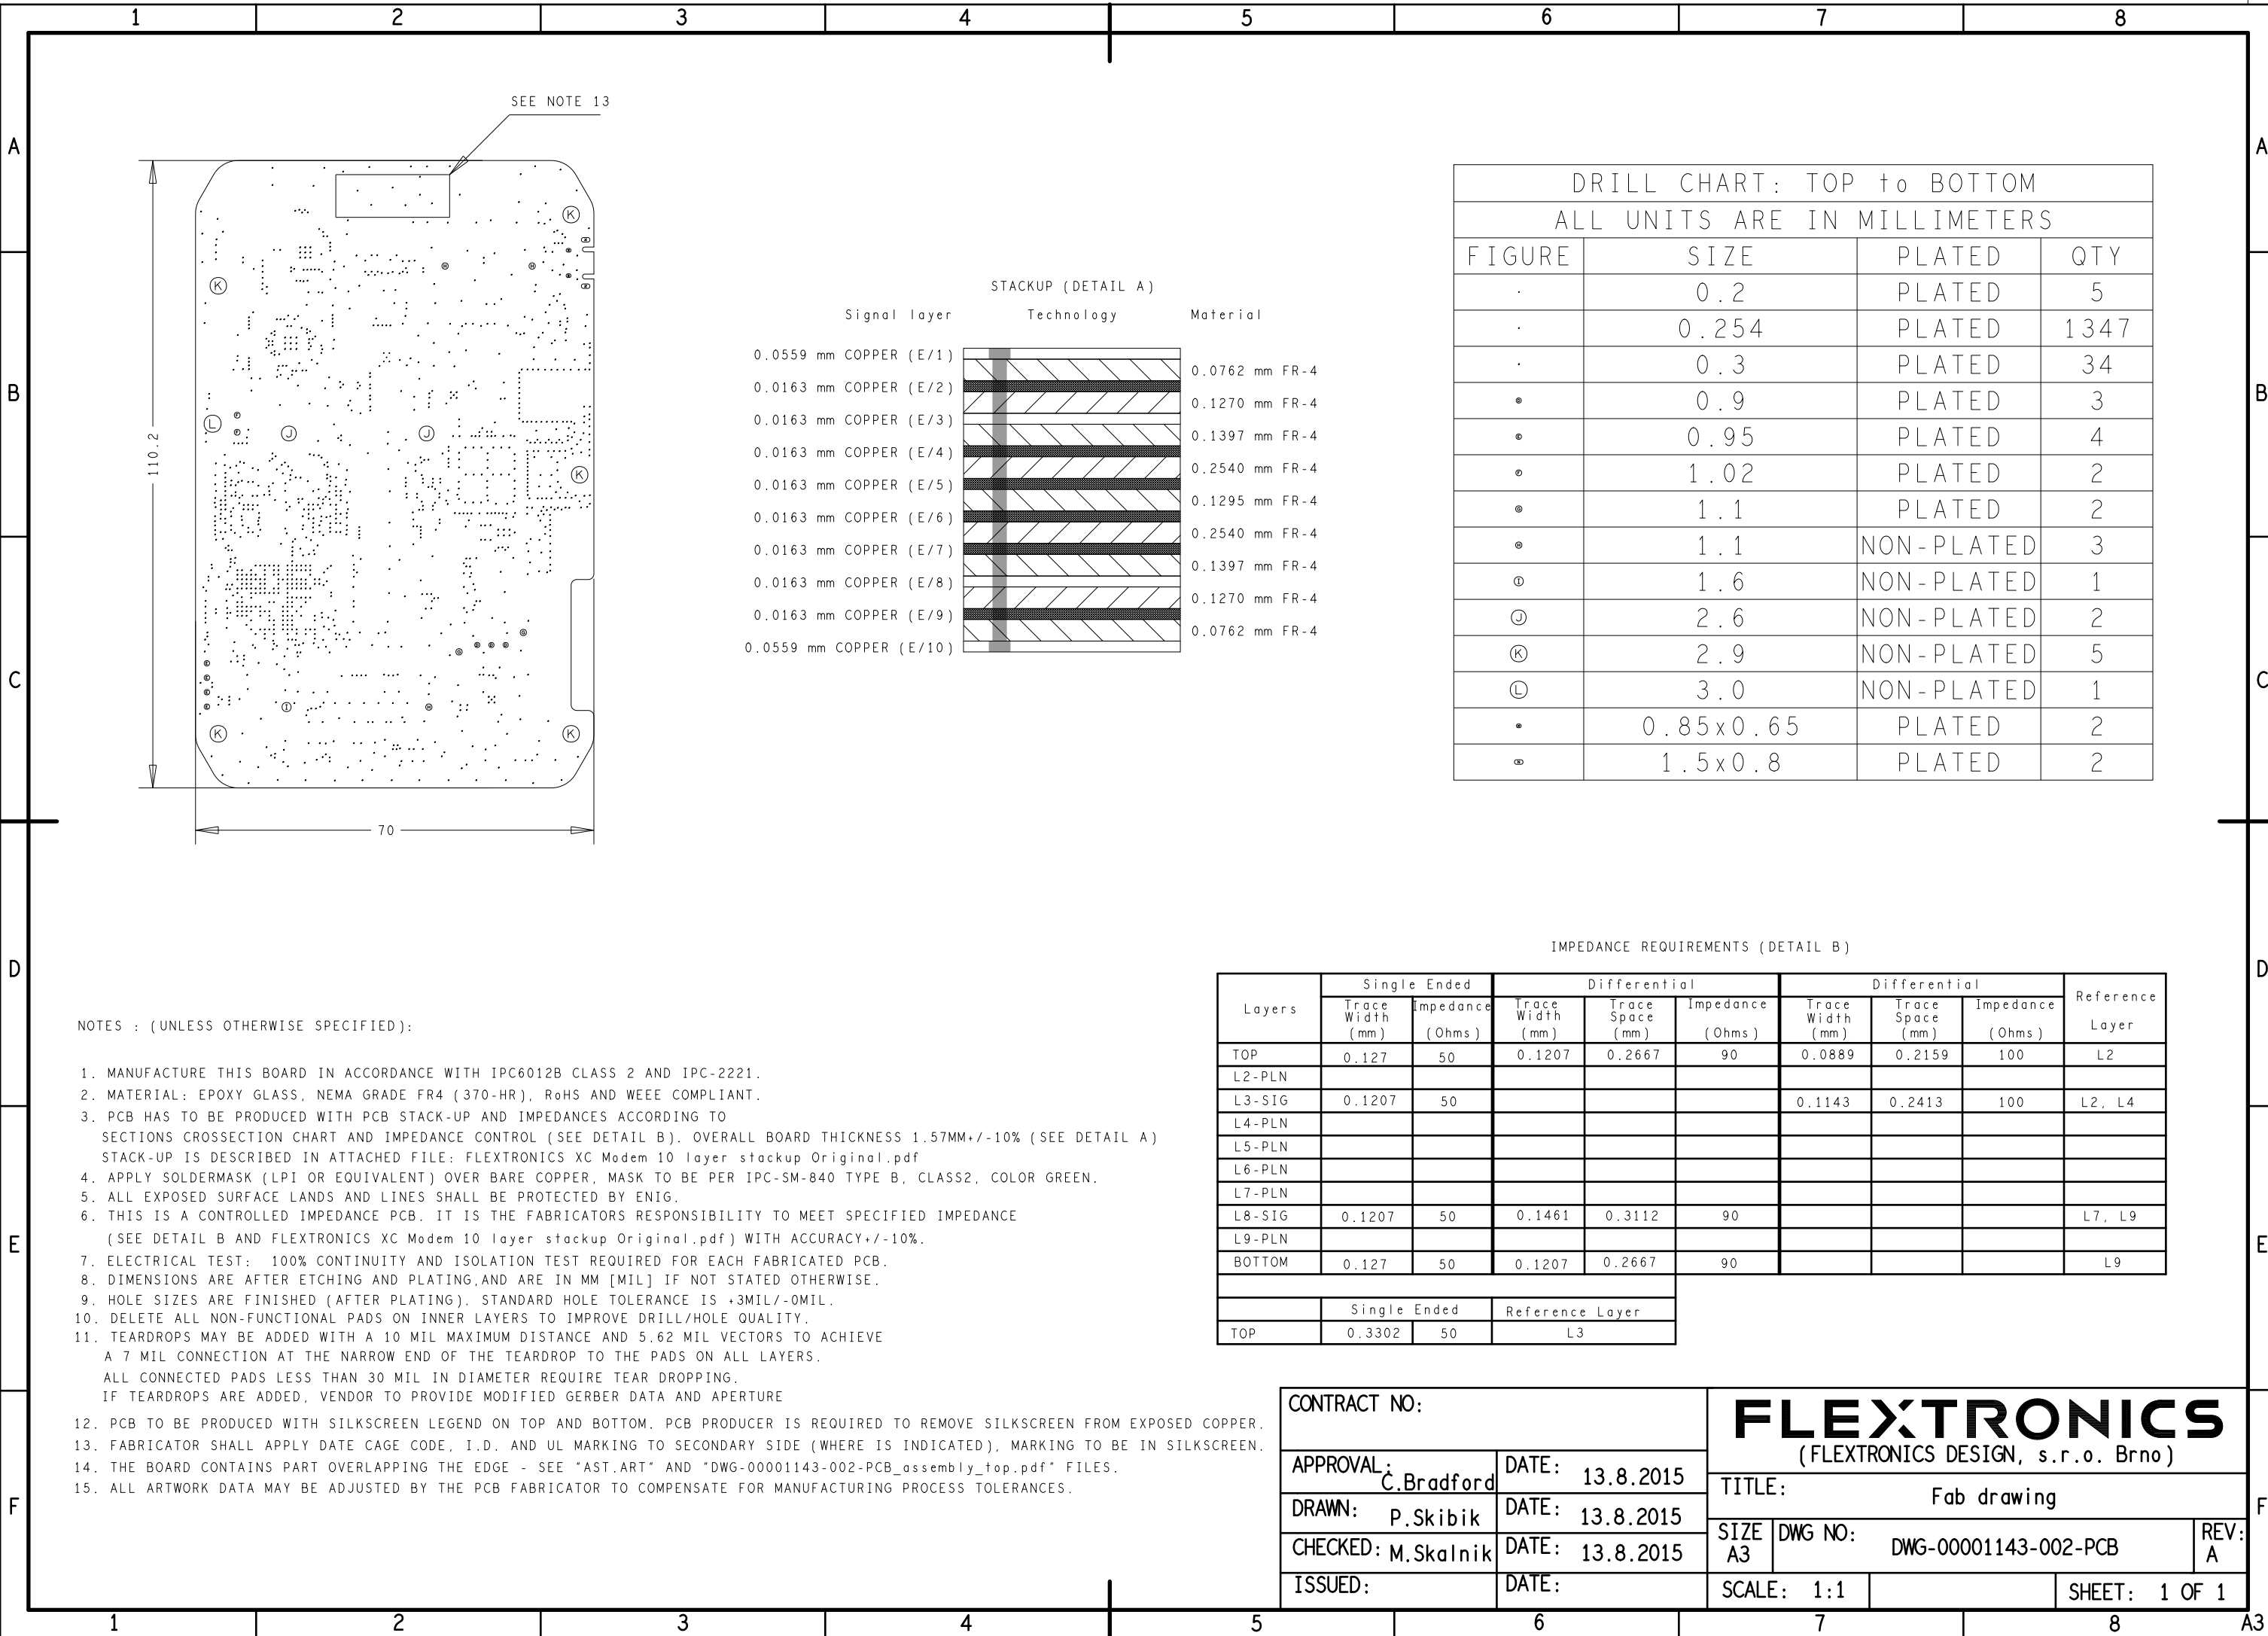 1 2 3 4 5 6 7 8
A A
B B
C C
D D
E E
F F
SEE NOTE 13
110.2
70
K
K
L
J
J
K
I
K
K
STACKUP (DETAIL A)
Signal layer Technology Material
0.0559 mm COPPER (E/1)
0.0762 mm FR-4
0.0163 mm COPPER (E/2)
0.1270 mm FR-4
0.0163 mm COPPER (E/3)
0.1397 mm FR-4
0.0163 mm COPPER (E/4)
0.2540 mm FR-4
0.0163 mm COPPER (E/5)
0.1295 mm FR-4
0.0163 mm COPPER (E/6)
0.2540 mm FR-4
0.0163 mm COPPER (E/7)
0.1397 mm FR-4
0.0163 mm COPPER (E/8)
0.1270 mm FR-4
0.0163 mm COPPER (E/9)
0.0762 mm FR-4
0.0559 mm COPPER (E/10)
DRILL CHART: TOP to BOTTOM
ALL UNITS ARE IN MILLIMETERS
FIGURE SIZE PLATED QTY
0.2 PLATED 5
0.254 PLATED 1347
0.3 PLATED 34
0.9 PLATED 3
E 0.95 PLATED 4
F 1.02 PLATED 2
G 1.1 PLATED 2
H 1.1 NON-PLATED 3
I 1.6 NON-PLATED 1
J 2.6 NON-PLATED 2
K 2.9 NON-PLATED 5
L 3.0 NON-PLATED 1
0.85x0.65 PLATED 2
1.5x0.8 PLATED 2
IMPEDANCE REQUIREMENTS (DETAIL B)
Layers Single Ended Differential Differential Reference Layer
Trace Width (mm) Impedance (Ohms) Trace Width (mm) Trace Space (mm) Impedance (Ohms) Trace Width (mm) Trace Space (mm) Impedance (Ohms)
TOP 0.127 50 0.1207 0.2667 90 0.0889 0.2159 100 L2
L2-PLN
L3-SIG 0.1207 50 0.1143 0.2413 100 L2, L4
L4-PLN
L5-PLN
L6-PLN
L7-PLN
L8-SIG 0.1207 50 0.1461 0.3112 90 L7, L9
L9-PLN
BOTTOM 0.127 50 0.1207 0.2667 90 L9
Single Ended Reference Layer
TOP 0.3302 50 L3
NOTES : (UNLESS OTHERWISE SPECIFIED):
1. MANUFACTURE THIS BOARD IN ACCORDANCE WITH IPC6012B CLASS 2 AND IPC-2221.
2. MATERIAL: EPOXY GLASS, NEMA GRADE FR4 (370-HR), RoHS AND WEEE COMPLIANT.
3. PCB HAS TO BE PRODUCED WITH PCB STACK-UP AND IMPEDANCES ACCORDING TO
SECTIONS CROSSECTION CHART AND IMPEDANCE CONTROL (SEE DETAIL B). OVERALL BOARD THICKNESS 1.57MM+/-10% (SEE DETAIL A)
STACK-UP IS DESCRIBED IN ATTACHED FILE: FLEXTRONICS XC Modem 10 layer stackup Original.pdf
4. APPLY SOLDERMASK (LPI OR EQUIVALENT) OVER BARE COPPER, MASK TO BE PER IPC-SM-840 TYPE B, CLASS2, COLOR GREEN.
5. ALL EXPOSED SURFACE LANDS AND LINES SHALL BE PROTECTED BY ENIG.
6. THIS IS A CONTROLLED IMPEDANCE PCB. IT IS THE FABRICATORS RESPONSIBILITY TO MEET SPECIFIED IMPEDANCE
(SEE DETAIL B AND FLEXTRONICS XC Modem 10 layer stackup Original.pdf) WITH ACCURACY+/-10%.
7. ELECTRICAL TEST: 100% CONTINUITY AND ISOLATION TEST REQUIRED FOR EACH FABRICATED PCB.
8. DIMENSIONS ARE AFTER ETCHING AND PLATING,AND ARE IN MM [MIL] IF NOT STATED OTHERWISE.
9. HOLE SIZES ARE FINISHED (AFTER PLATING). STANDARD HOLE TOLERANCE IS +3MIL/-0MIL.
10. DELETE ALL NON-FUNCTIONAL PADS ON INNER LAYERS TO IMPROVE DRILL/HOLE QUALITY.
11. TEARDROPS MAY BE ADDED WITH A 10 MIL MAXIMUM DISTANCE AND 5.62 MIL VECTORS TO ACHIEVE
A 7 MIL CONNECTION AT THE NARROW END OF THE TEARDROP TO THE PADS ON ALL LAYERS.
ALL CONNECTED PADS LESS THAN 30 MIL IN DIAMETER REQUIRE TEAR DROPPING.
IF TEARDROPS ARE ADDED, VENDOR TO PROVIDE MODIFIED GERBER DATA AND APERTURE
12. PCB TO BE PRODUCED WITH SILKSCREEN LEGEND ON TOP AND BOTTOM. PCB PRODUCER IS REQUIRED TO REMOVE SILKSCREEN FROM EXPOSED COPPER.
13. FABRICATOR SHALL APPLY DATE CAGE CODE, I.D. AND UL MARKING TO SECONDARY SIDE (WHERE IS INDICATED), MARKING TO BE IN SILKSCREEN.
14. THE BOARD CONTAINS PART OVERLAPPING THE EDGE - SEE "AST.ART" AND "DWG-00001143-002-PCB_assembly_top.pdf" FILES.
15. ALL ARTWORK DATA MAY BE ADJUSTED BY THE PCB FABRICATOR TO COMPENSATE FOR MANUFACTURING PROCESS TOLERANCES.
CONTRACT NO:
APPROVAL: C.Bradford DATE: 13.8.2015
DRAWN: P.Skibik DATE: 13.8.2015
CHECKED: M.Skalnik DATE: 13.8.2015
ISSUED: DATE:
FLEXTRONICS
(FLEXTRONICS DESIGN, s.r.o. Brno)
TITLE: Fab drawing
SIZE A3 DWG NO: DWG-00001143-002-PCB REV: A
SCALE: 1:1 SHEET: 1 OF 1
1 2 3 4 5 6 7 8 A3